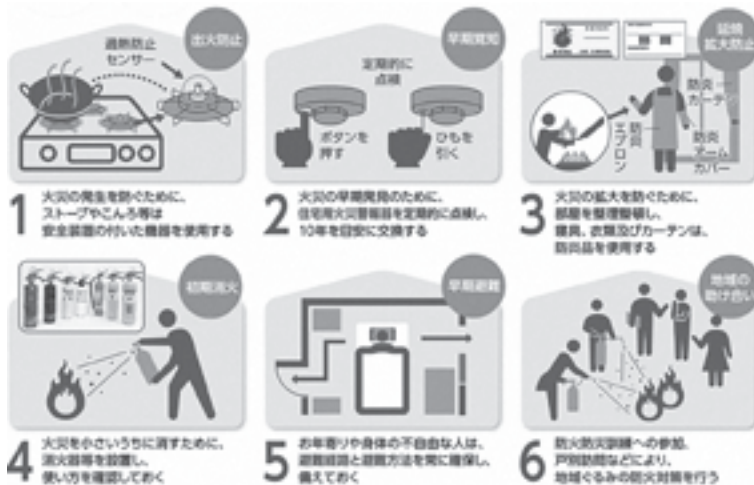 出火防止
過熱防止
センサー
1 火災の発生を防ぐために、
ストーブやこんろ等は
安全装置の付いた機器を使用する
早期覚知
定期的に
点検
ボタンを
押す
ひもを
引く
2 火災の早期発見のために、
住宅用火災警報器を定期的に点検し、
10年を目安に交換する
延焼
拡大防止
防炎
カーテン
防炎
エプロン
防炎
アーム
カバー
3 火災の拡大を防ぐために、
部屋を整理整頓し、
寝具、衣類及びカーテンは、
防炎品を使用する
初期消火
4 火災を小さいうちに消すために、
消火器等を設置し、
使い方を確認しておく
早期避難
5 お年寄りや身体の不自由な人は、
避難経路と避難方法を常に確保し、
備えておく
地域の
助け合い
6 防火防災訓練への参加、
戸別訪問などにより、
地域ぐるみの防火対策を行う